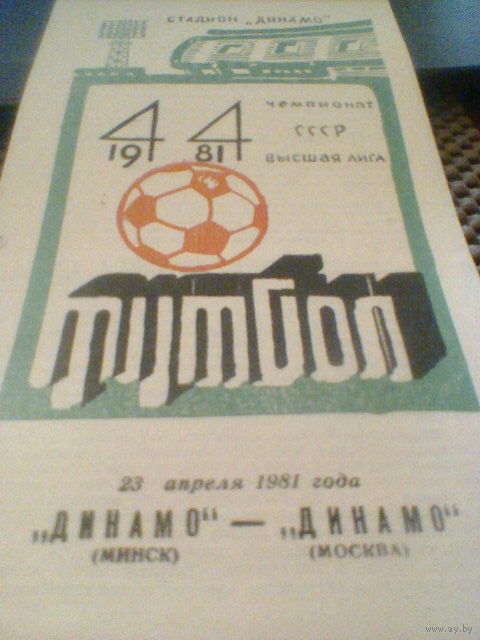 СТАДИОН „ДИНАМО"
44
19 81
чемпионат
СССР
высшая лига
футбол
23 апреля 1981 года
„ДИНАМО" — „ДИНАМО"
(МИНСК) (МОСКВА)
www.ay.by